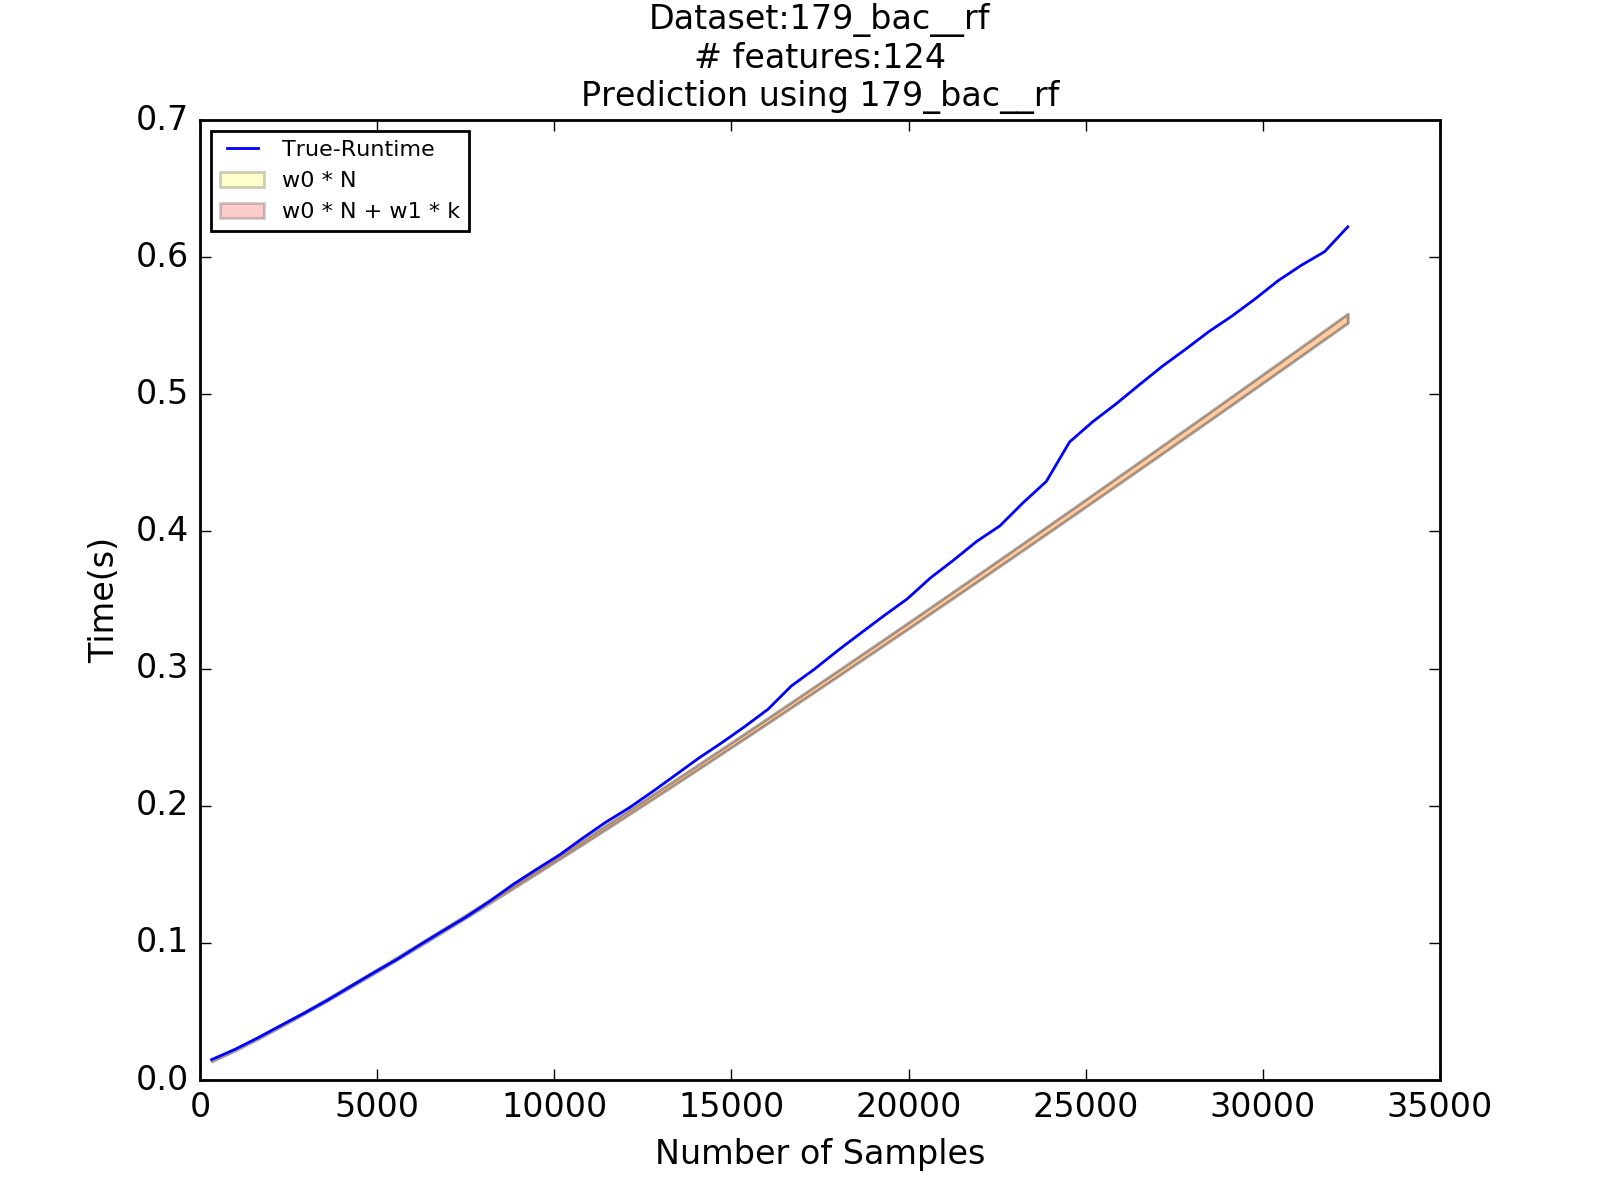 Dataset:179_bac__rf
# features:124
Prediction using 179_bac__rf
True-Runtime
w0 * N
w0 * N + w1 * k
0.7
0.6
0.5
0.4
0.3
0.2
0.1
0.0
Time(s)
0 5000 10000 15000 20000 25000 30000 35000
Number of Samples